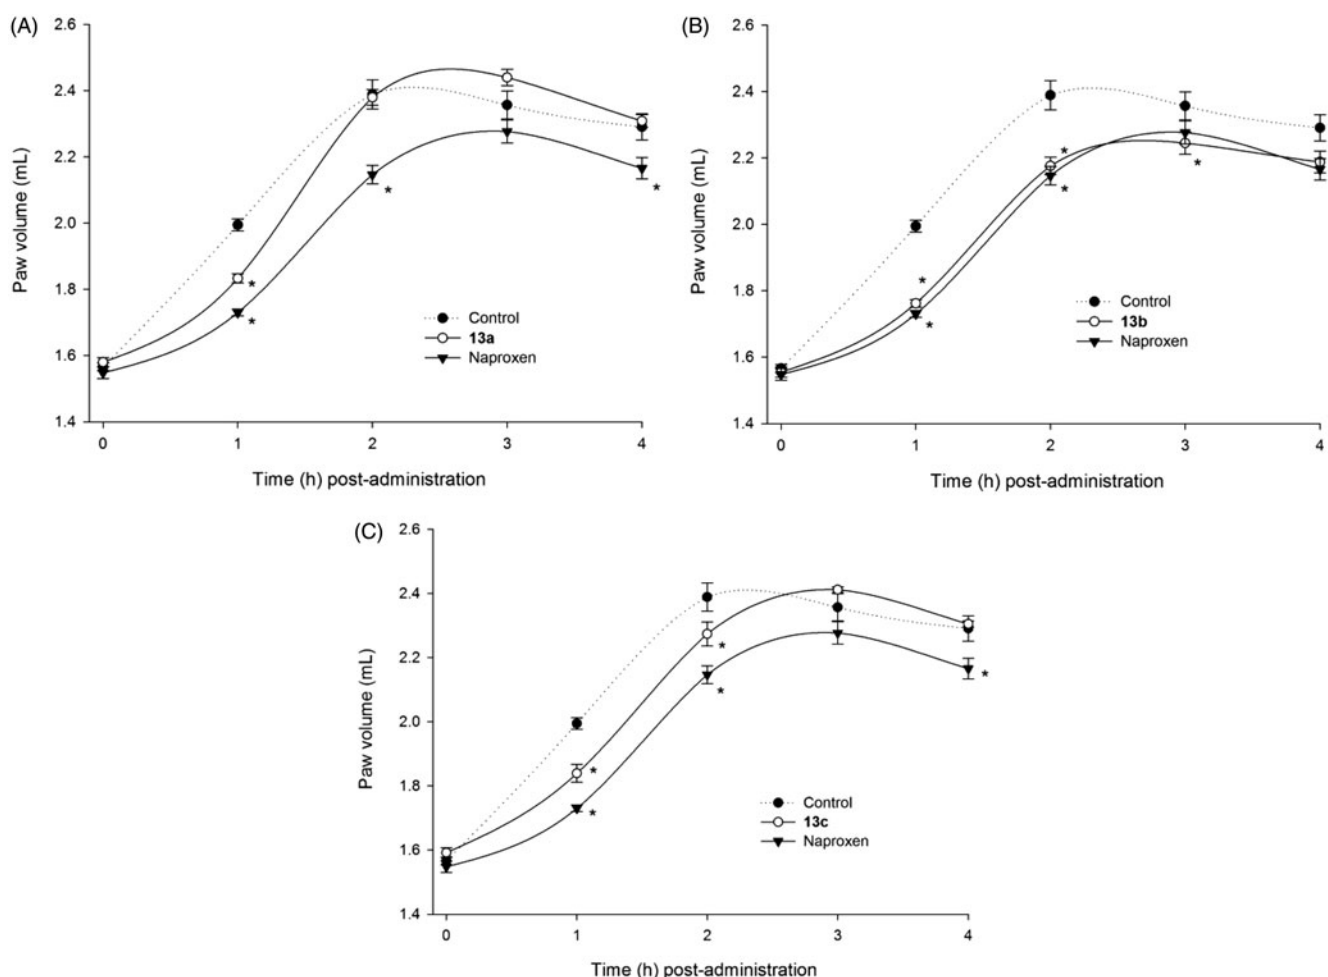 (A)
2.6
2.4
2.2
2.0
1.8
1.6
1.4
Paw volume (mL)
* * * *
*
Control
13a
Naproxen
0 1 2 3 4
Time (h) post-administration
(B)
2.6
2.4
2.2
2.0
1.8
1.6
1.4
Paw volume (mL)
* * *
* *
Control
13b
Naproxen
0 1 2 3 4
Time (h) post-administration
(C)
2.6
2.4
2.2
2.0
1.8
1.6
1.4
Paw volume (mL)
* * *
* *
Control
13c
Naproxen
0 1 2 3 4
Time (h) post-administration